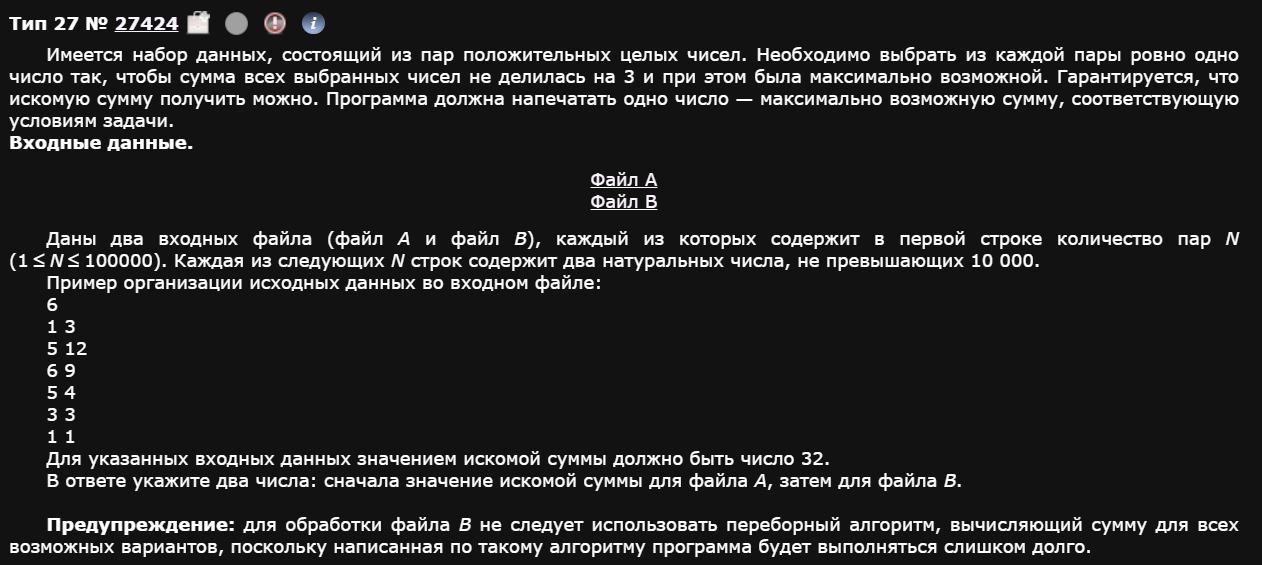 Тип 27 № 27424
Имеется набор данных, состоящий из пар положительных целых чисел. Необходимо выбрать из каждой пары ровно одно
число так, чтобы сумма всех выбранных чисел не делилась на 3 и при этом была максимально возможной. Гарантируется, что
искомую сумму получить можно. Программа должна напечатать одно число — максимально возможную сумму, соответствующую
условиям задачи.
Входные данные.
Файл A
Файл B
Даны два входных файла (файл A и файл B), каждый из которых содержит в первой строке количество пар N
(1 ≤ N ≤ 100000). Каждая из следующих N строк содержит два натуральных числа, не превышающих 10 000.
Пример организации исходных данных во входном файле:
6
1 3
5 12
6 9
5 4
3 3
1 1
Для указанных входных данных значением искомой суммы должно быть число 32.
В ответе укажите два числа: сначала значение искомой суммы для файла A, затем для файла B.
Предупреждение: для обработки файла B не следует использовать переборный алгоритм, вычисляющий сумму для всех
возможных вариантов, поскольку написанная по такому алгоритму программа будет выполняться слишком долго.